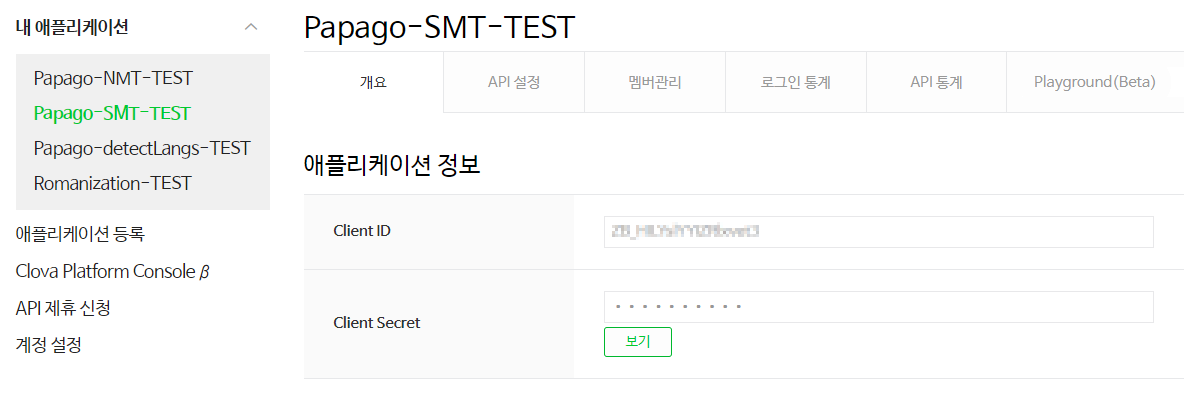 내 애플리케이션
Papago-NMT-TEST
Papago-SMT-TEST
Papago-detectLangs-TEST
Romanization-TEST
애플리케이션 등록
Clova Platform Console β
API 제휴 신청
계정 설정
Papago-SMT-TEST
개요 API 설정 멤버관리 로그인 통계 API 통계 Playground(Beta)
애플리케이션 정보
Client ID
Client Secret
보기